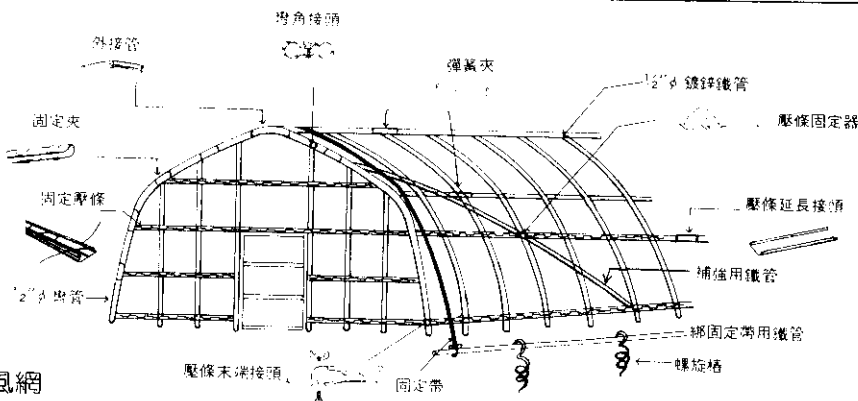 彎角接頭
外接管
彈簧夾
½"φ 鍍鋅鐵管
固定夾
壓條固定器
固定壓條
壓條延長接頭
½"φ 彎管
補強用鐵管
綁固定帶用鐵管
壓條末端接頭
固定帶
螺旋樁
風網